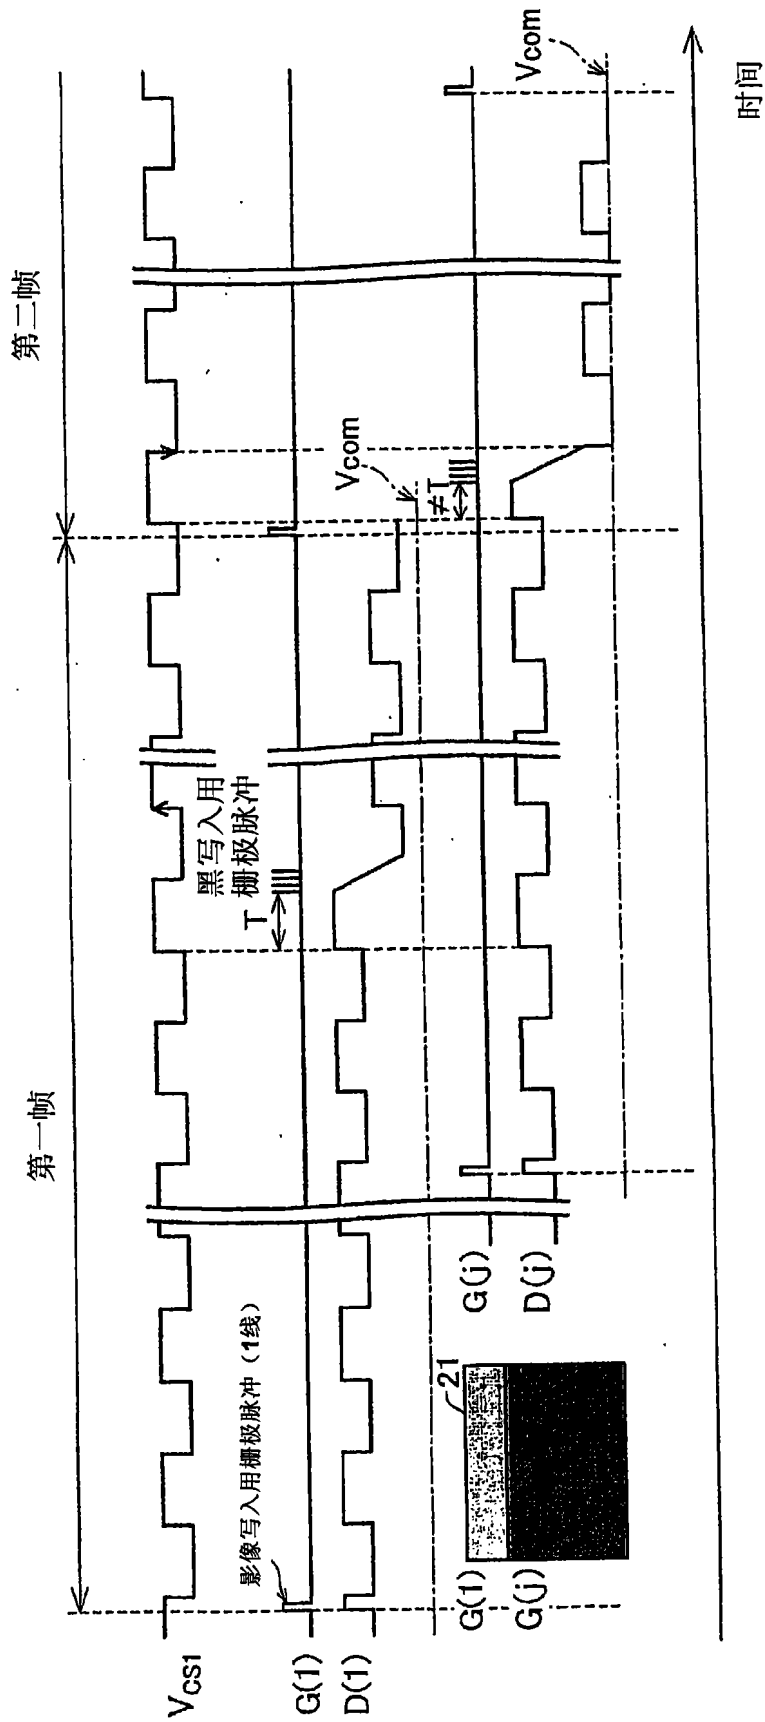 第一帧
第二帧
VCS1
影像写入用栅极脉冲（1线）
黑写入用
栅极脉冲
T
G(1)
D(1)
Vcom
≠T
G(j)
D(j)
Vcom
21
G(1)
G(j)
时间